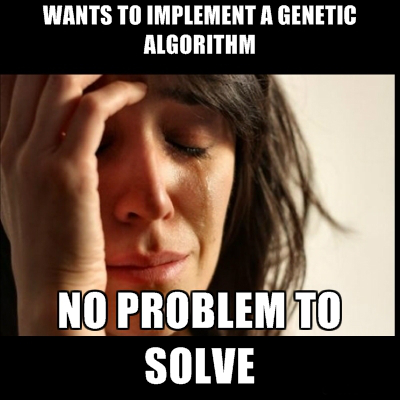 WANTS TO IMPLEMENT A GENETIC
ALGORITHM
NO PROBLEM TO
SOLVE